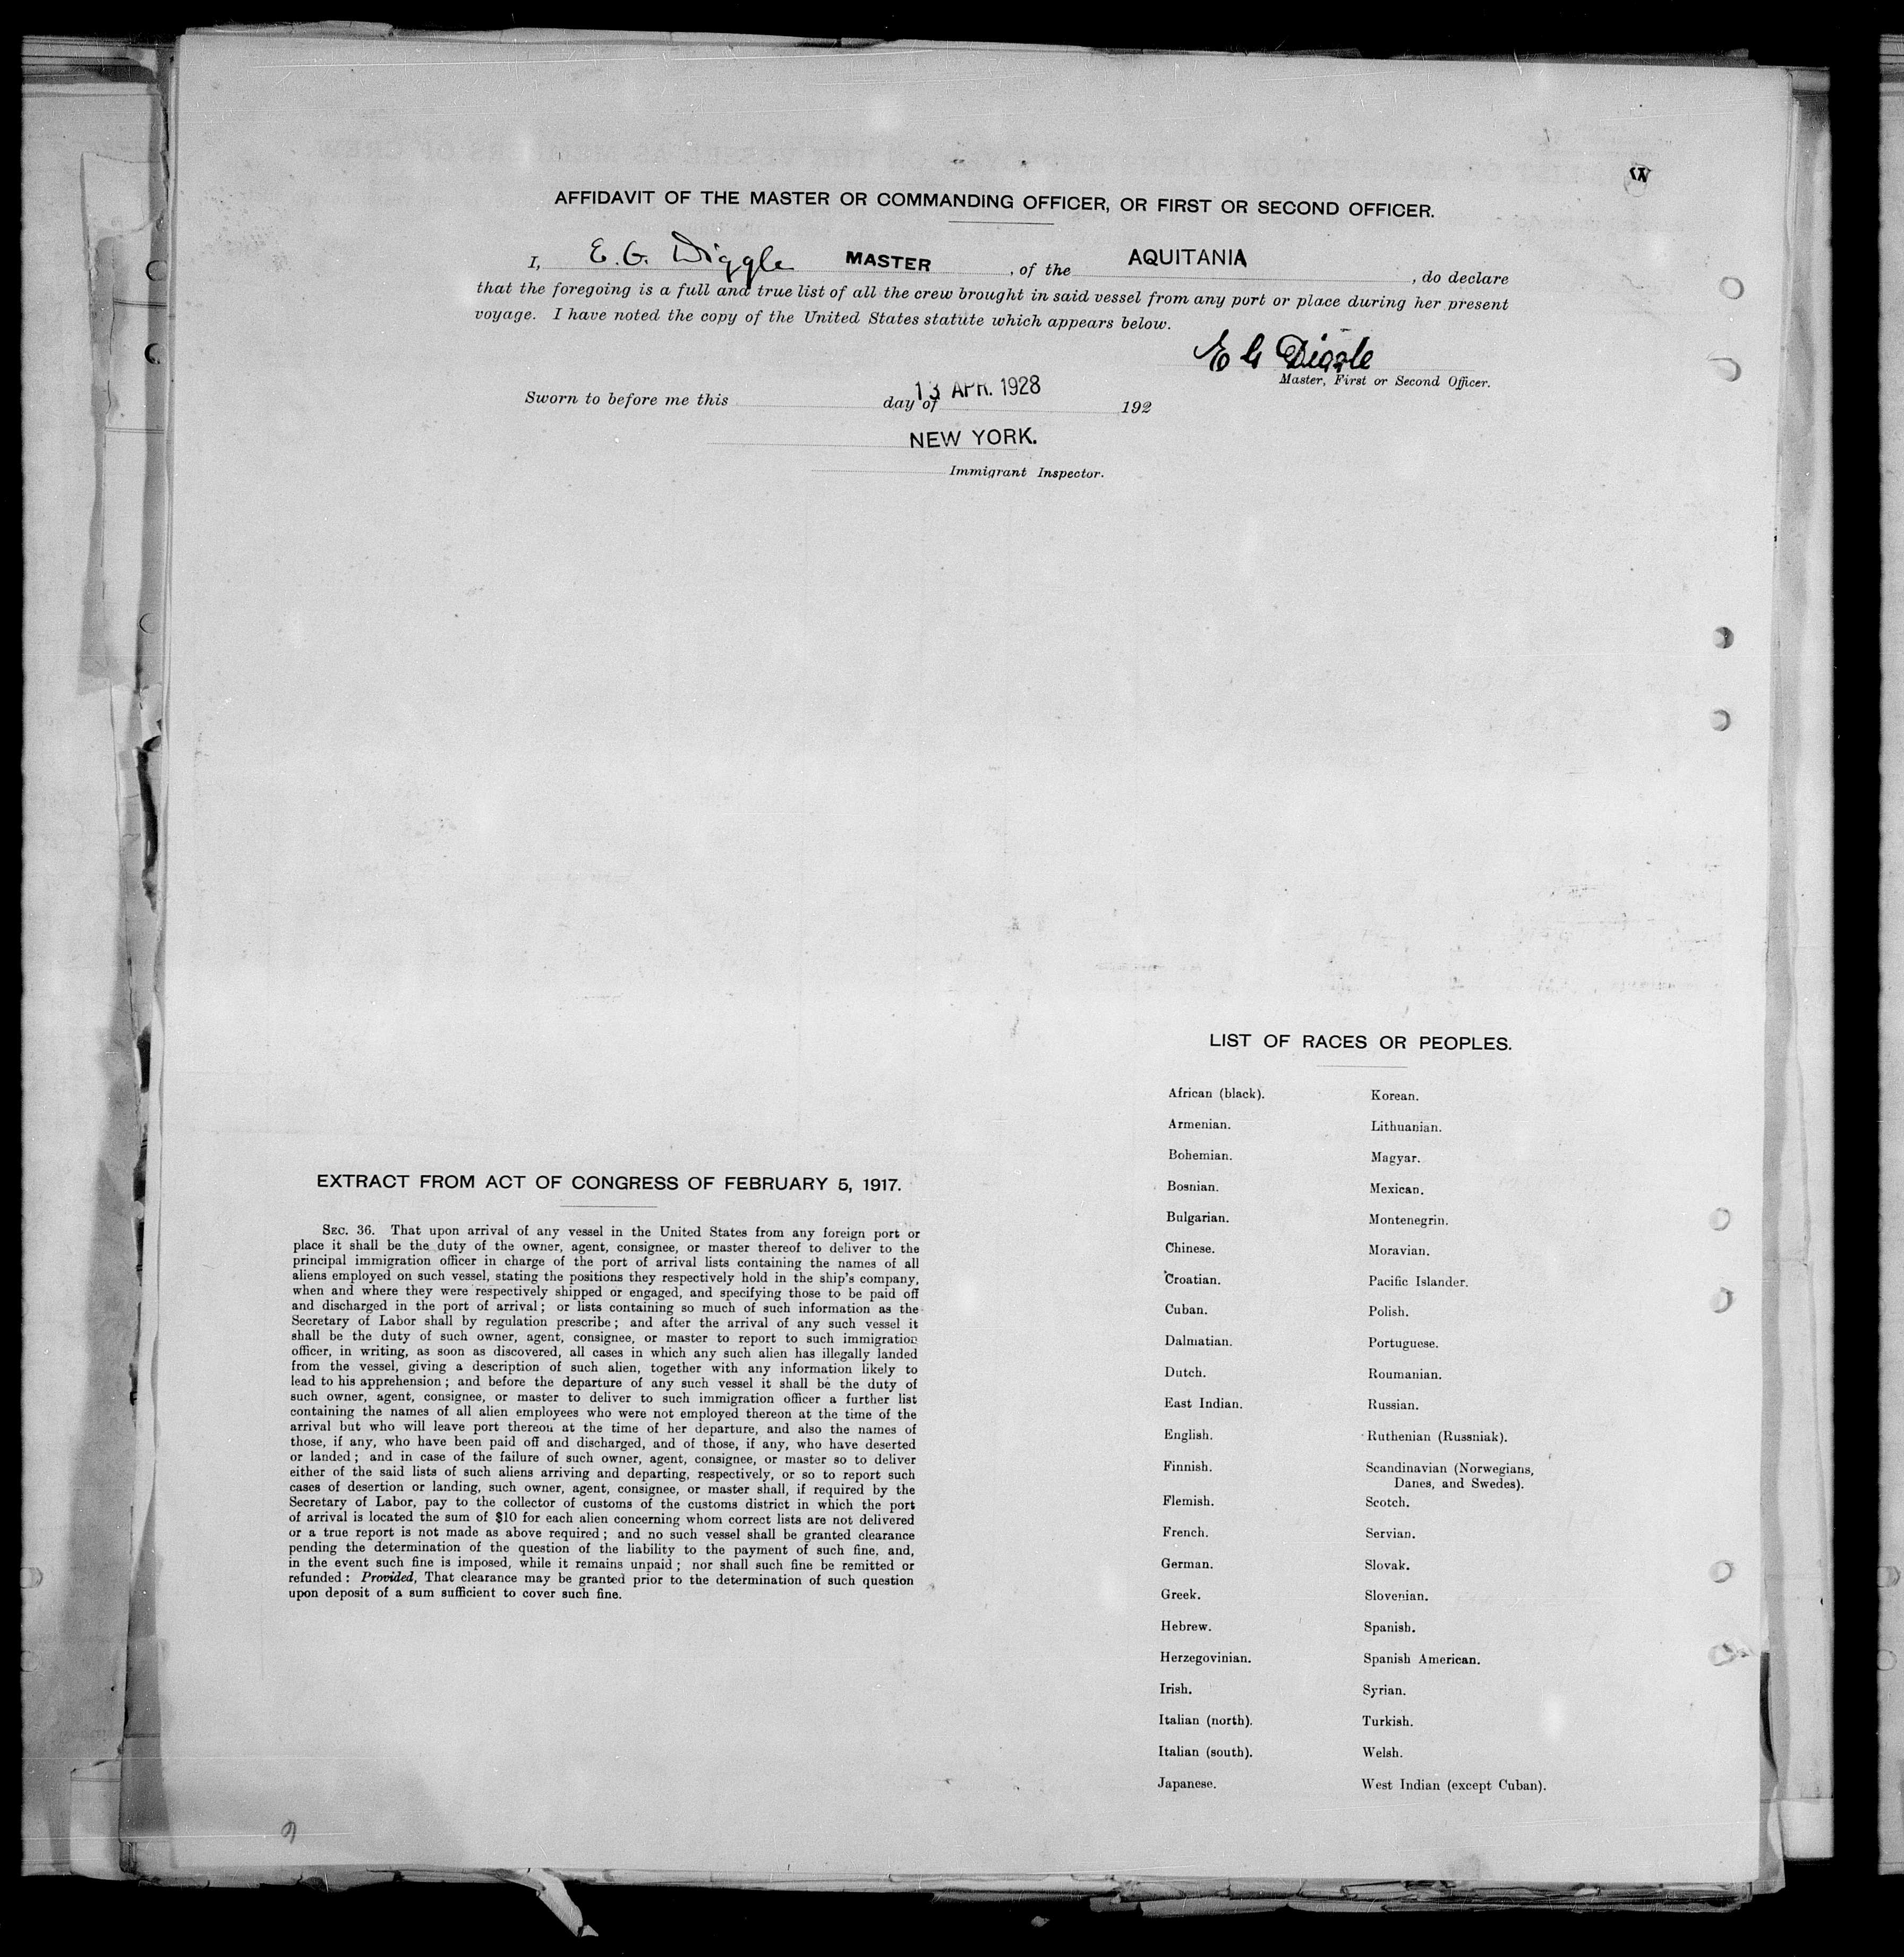 AFFIDAVIT OF THE MASTER OR COMMANDING OFFICER, OR FIRST OR SECOND OFFICER.
I, E. G. Diggle MASTER, of the AQUITANIA, do declare
that the foregoing is a full and true list of all the crew brought in said vessel from any port or place during her present
voyage. I have noted the copy of the United States statute which appears below.
E G Diggle
Master, First or Second Officer.
Sworn to before me this day of 13 APR. 1928 192
NEW YORK.
Immigrant Inspector.
EXTRACT FROM ACT OF CONGRESS OF FEBRUARY 5, 1917.
SEC. 36. That upon arrival of any vessel in the United States from any foreign port or
place it shall be the duty of the owner, agent, consignee, or master thereof to deliver to the
principal immigration officer in charge of the port of arrival lists containing the names of all
aliens employed on such vessel, stating the positions they respectively hold in the ship's company,
when and where they were respectively shipped or engaged, and specifying those to be paid off
and discharged in the port of arrival; or lists containing so much of such information as the
Secretary of Labor shall by regulation prescribe; and after the arrival of any such vessel it
shall be the duty of such owner, agent, consignee, or master to report to such immigration
officer, in writing, as soon as discovered, all cases in which any such alien has illegally landed
from the vessel, giving a description of such alien, together with any information likely to
lead to his apprehension; and before the departure of any such vessel it shall be the duty of
such owner, agent, consignee, or master to deliver to such immigration officer a further list
containing the names of all alien employees who were not employed thereon at the time of the
arrival but who will leave port thereon at the time of her departure, and also the names of
those, if any, who have been paid off and discharged, and of those, if any, who have deserted
or landed; and in case of the failure of such owner, agent, consignee, or master so to deliver
either of the said lists of such aliens arriving and departing, respectively, or so to report such
cases of desertion or landing, such owner, agent, consignee, or master shall, if required by the
Secretary of Labor, pay to the collector of customs of the customs district in which the port
of arrival is located the sum of $10 for each alien concerning whom correct lists are not delivered
or a true report is not made as above required; and no such vessel shall be granted clearance
pending the determination of the question of the liability to the payment of such fine, and,
in the event such fine is imposed, while it remains unpaid; nor shall such fine be remitted or
refunded: Provided, That clearance may be granted prior to the determination of such question
upon deposit of a sum sufficient to cover such fine.
LIST OF RACES OR PEOPLES.
African (black).
Armenian.
Bohemian.
Bosnian.
Bulgarian.
Chinese.
Croatian.
Cuban.
Dalmatian.
Dutch.
East Indian.
English.
Finnish.
Flemish.
French.
German.
Greek.
Hebrew.
Herzegovinian.
Irish.
Italian (north).
Italian (south).
Japanese.
Korean.
Lithuanian.
Magyar.
Mexican.
Montenegrin.
Moravian.
Pacific Islander.
Polish.
Portuguese.
Roumanian.
Russian.
Ruthenian (Russniak).
Scandinavian (Norwegians,
Danes, and Swedes).
Scotch.
Servian.
Slovak.
Slovenian.
Spanish.
Spanish American.
Syrian.
Turkish.
Welsh.
West Indian (except Cuban).